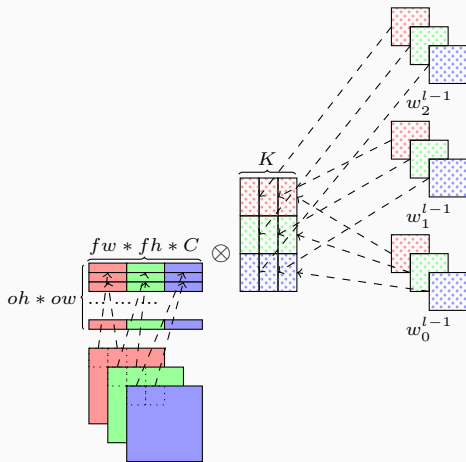 w_2^{l-1}
K
w_1^{l-1}
fw * fh * C ⊗
oh * ow
w_0^{l-1}